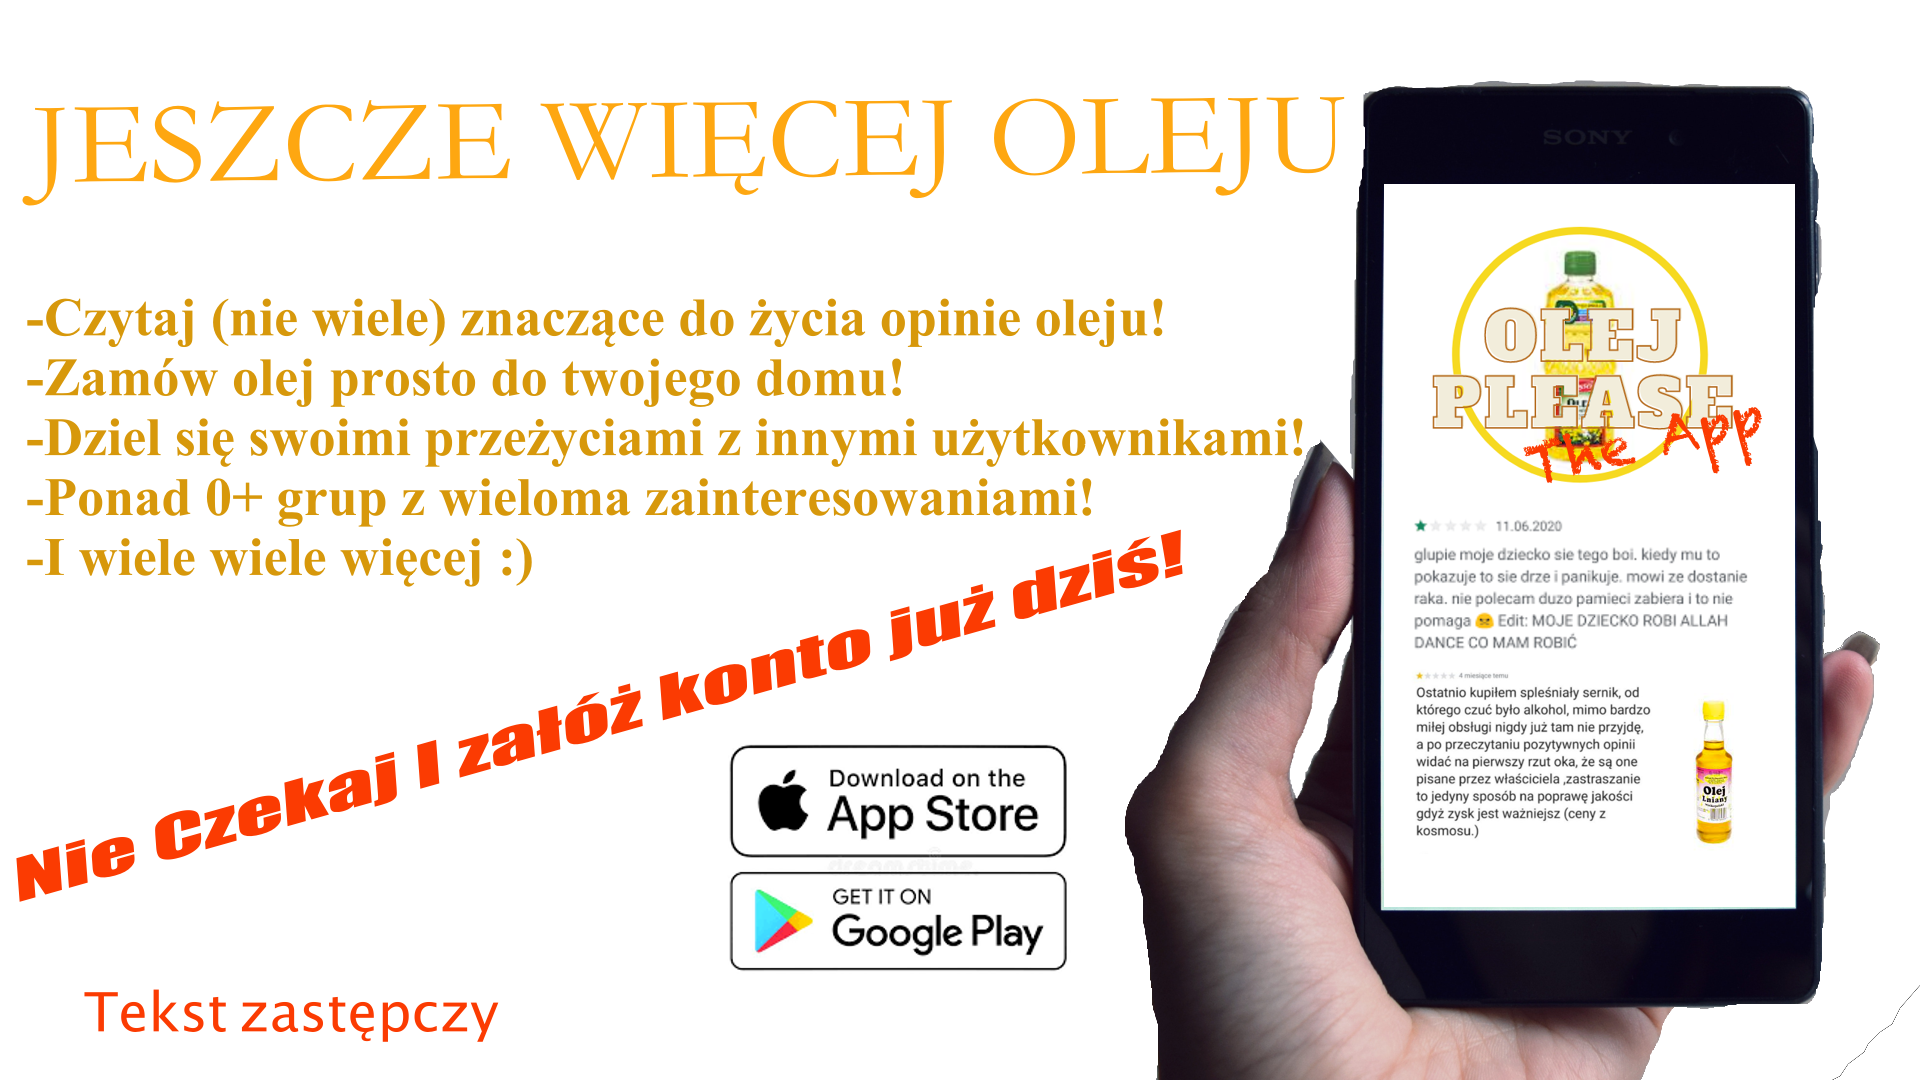 JESZCZE WIĘCEJ OLEJU
-Czytaj (nie wiele) znaczące do życia opinie oleju!
-Zamów olej prosto do twojego domu!
-Dziel się swoimi przeżyciami z innymi użytkownikami!
-Ponad 0+ grup z wieloma zainteresowaniami!
-I wiele wiele więcej :)
Nie Czekaj I załóż konto już dziś!
Download on the
App Store
GET IT ON
Google Play
Tekst zastępczy
SONY
OLEJ
PLEASE
The App
11.06.2020
glupie moje dziecko sie tego boi. kiedy mu to
pokazuje to sie drze i panikuje. mowi ze dostanie
raka. nie polecam duzo pamieci zabiera i to nie
pomaga 😠 Edit: MOJE DZIECKO ROBI ALLAH
DANCE CO MAM ROBIĆ
4 miesiące temu
Ostatnio kupiłem spleśniały sernik, od
którego czuć było alkohol, mimo bardzo
miłej obsługi nigdy już tam nie przyjdę,
a po przeczytaniu pozytywnych opinii
widać na pierwszy rzut oka, że są one
pisane przez właściciela ,zastraszanie
to jedyny sposób na poprawę jakości
gdyż zysk jest ważniejsz (ceny z
kosmosu.)
Olej
Lniany